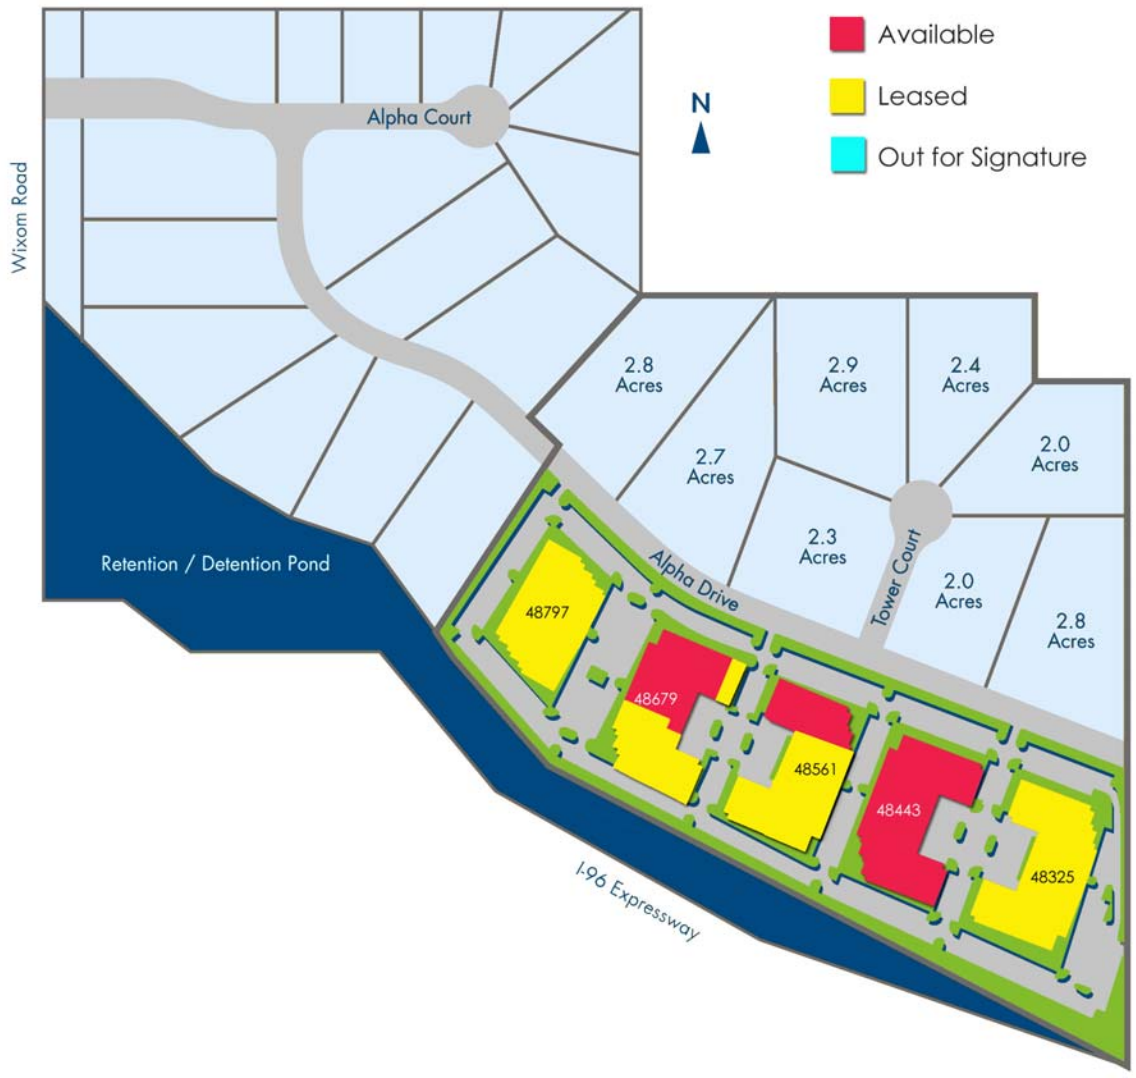 Available
N
Leased
Alpha Court
Out for Signature
Wixom Road
2.8
Acres
2.9
Acres
2.4
Acres
2.7
Acres
2.0
Acres
2.3
Acres
Retention / Detention Pond
Alpha Drive
Tower Court
2.0
Acres
2.8
Acres
48797
48679
48561
48443
48325
I-96 Expressway